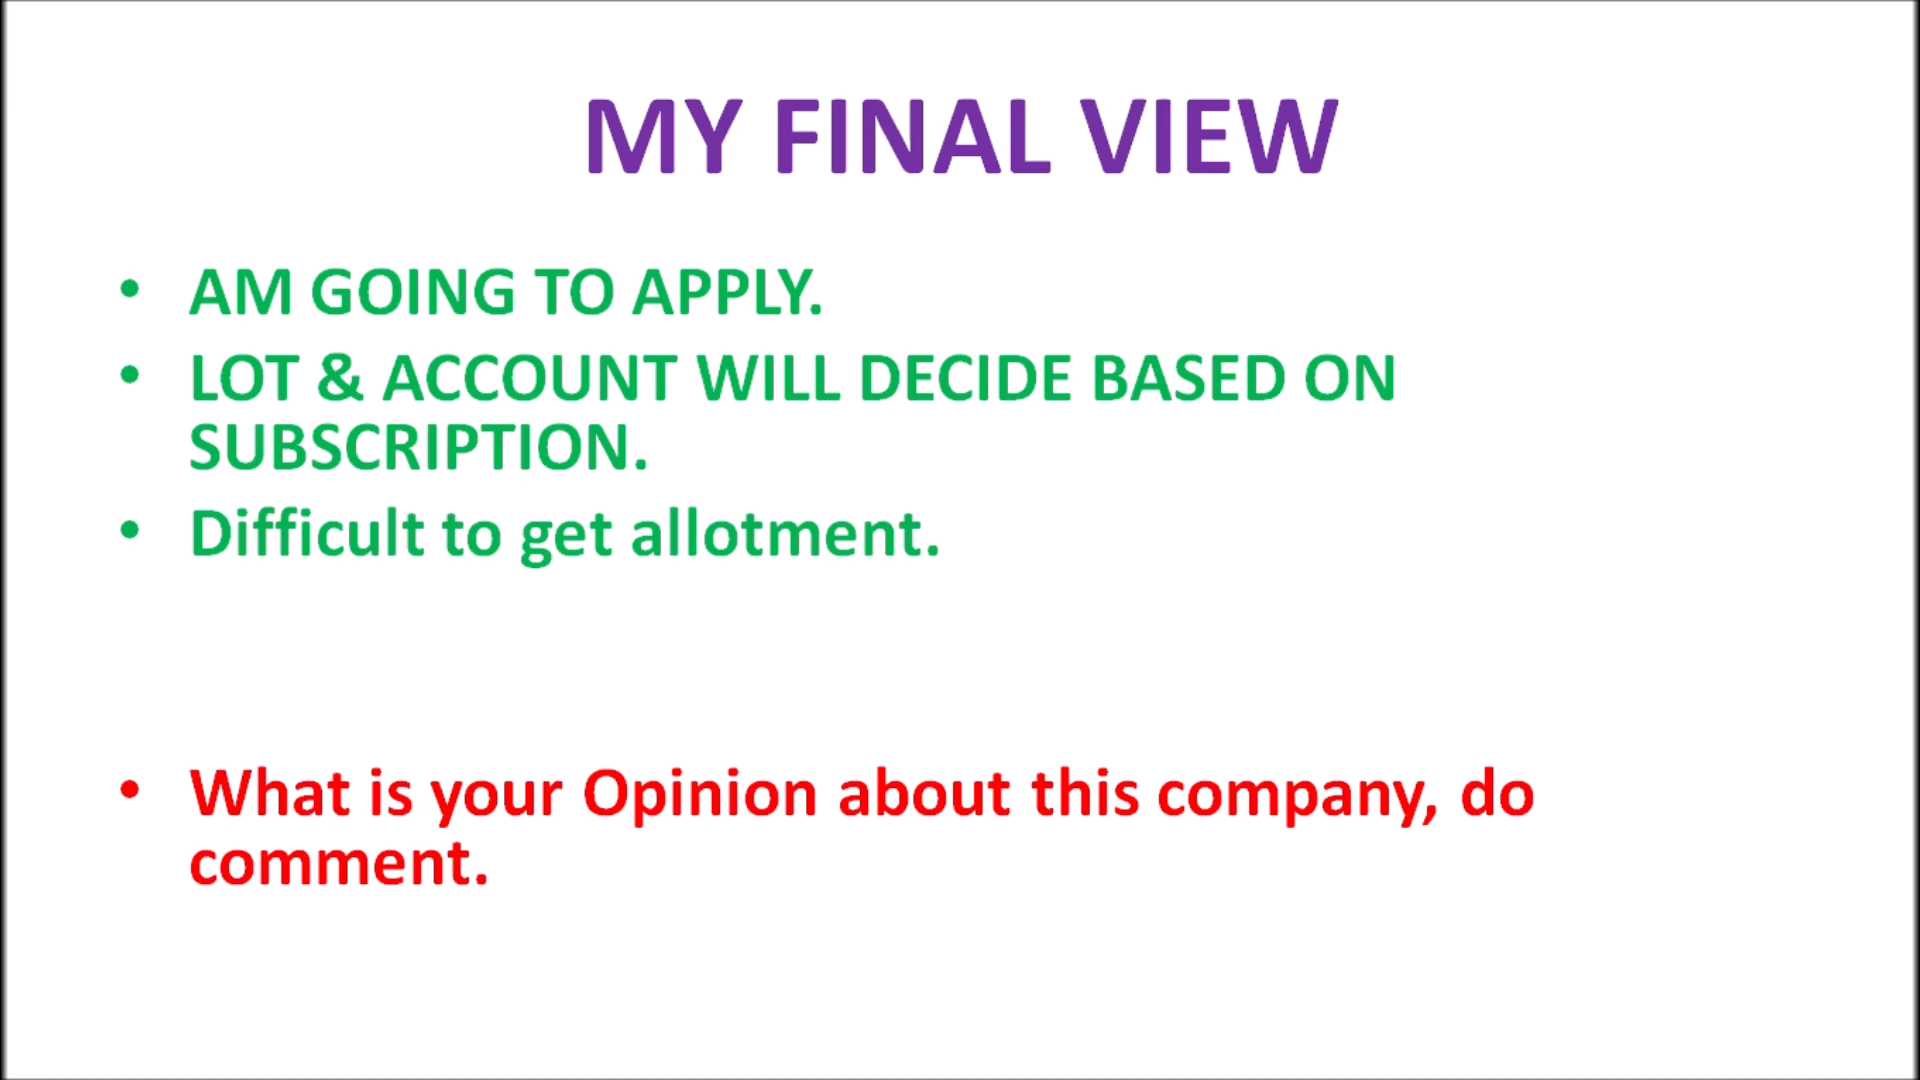 MY FINAL VIEW
• AM GOING TO APPLY.
• LOT & ACCOUNT WILL DECIDE BASED ON
SUBSCRIPTION.
• Difficult to get allotment.
• What is your Opinion about this company, do
comment.